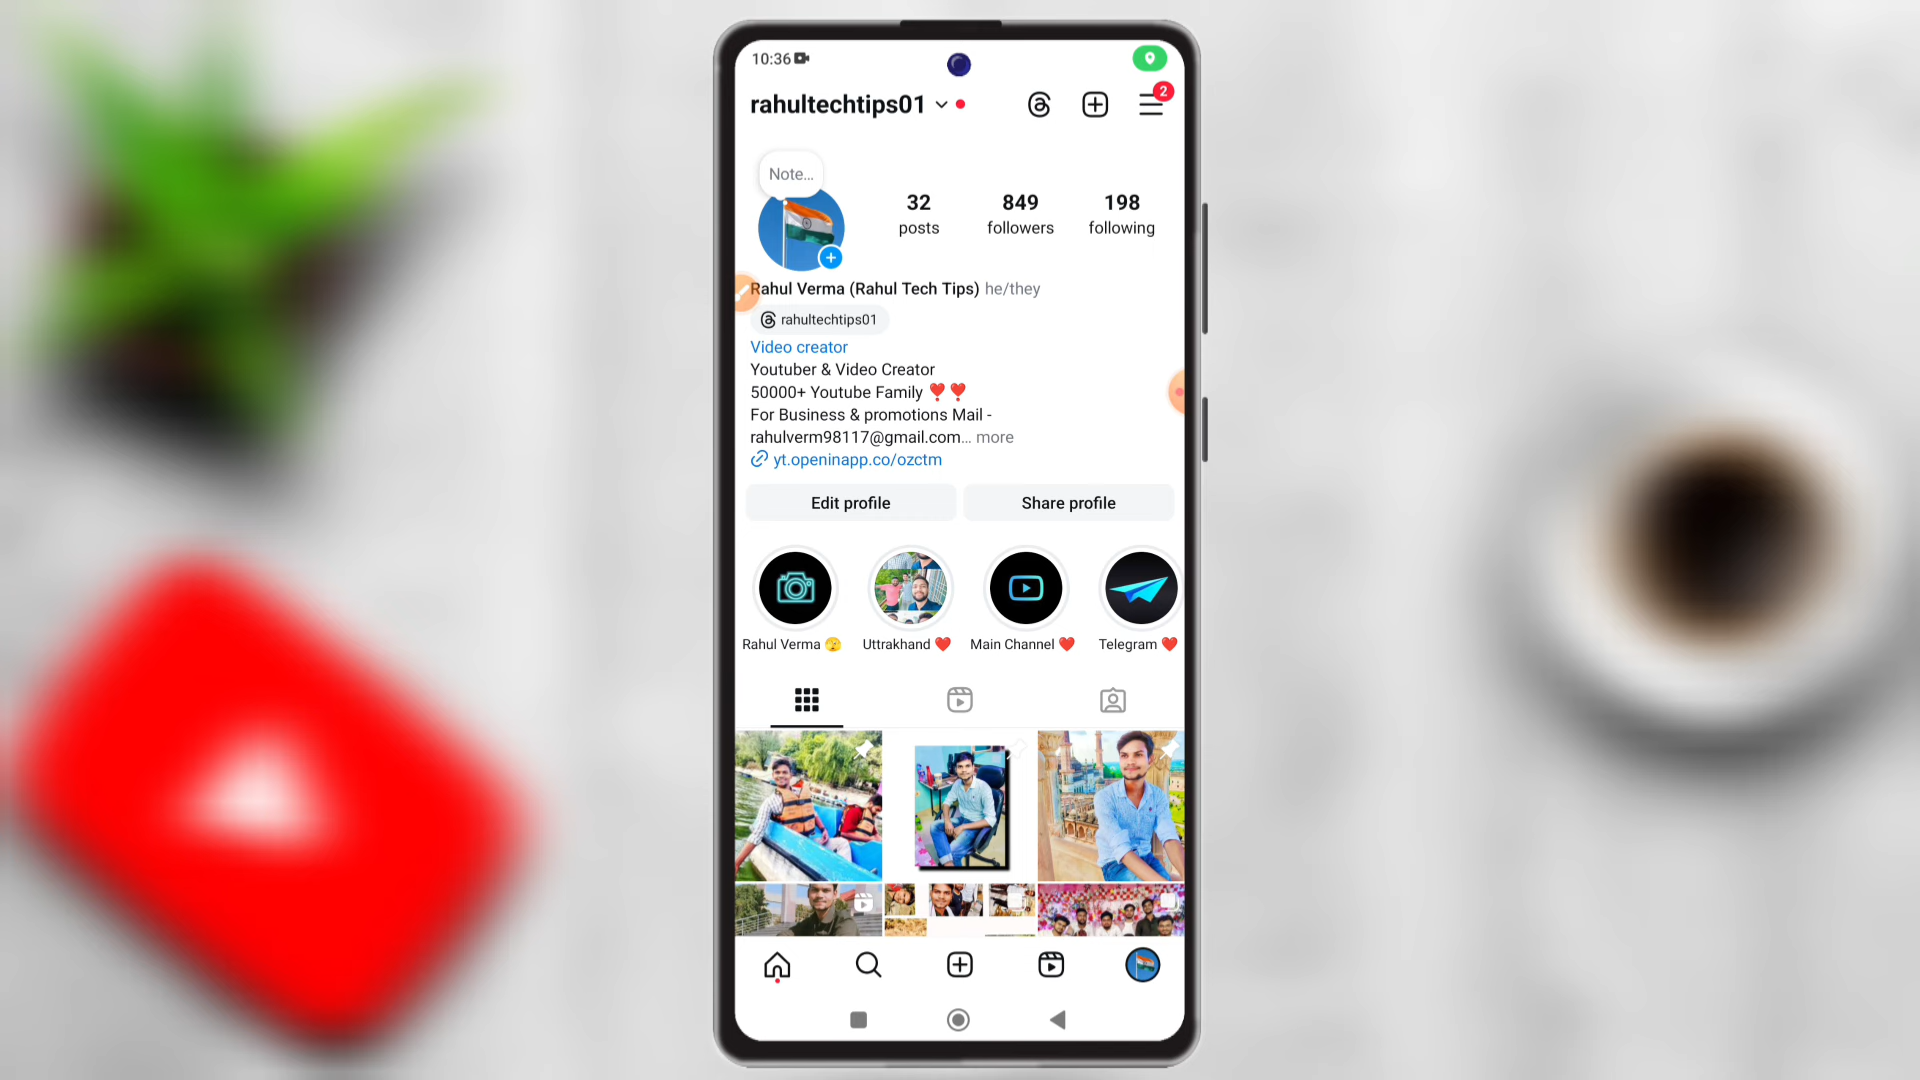 10:36
rahultechtips01
2
Note...
32 posts
849 followers
198 following
Rahul Verma (Rahul Tech Tips) he/they
rahultechtips01
Video creator
Youtuber & Video Creator
50000+ Youtube Family ❣️❣️
For Business & promotions Mail -
rahulverm98117@gmail.com... more
yt.openinapp.co/ozctm
Edit profile
Share profile
Rahul Verma 🫣
Uttrakhand ❤️
Main Channel ❤️
Telegram ❤️